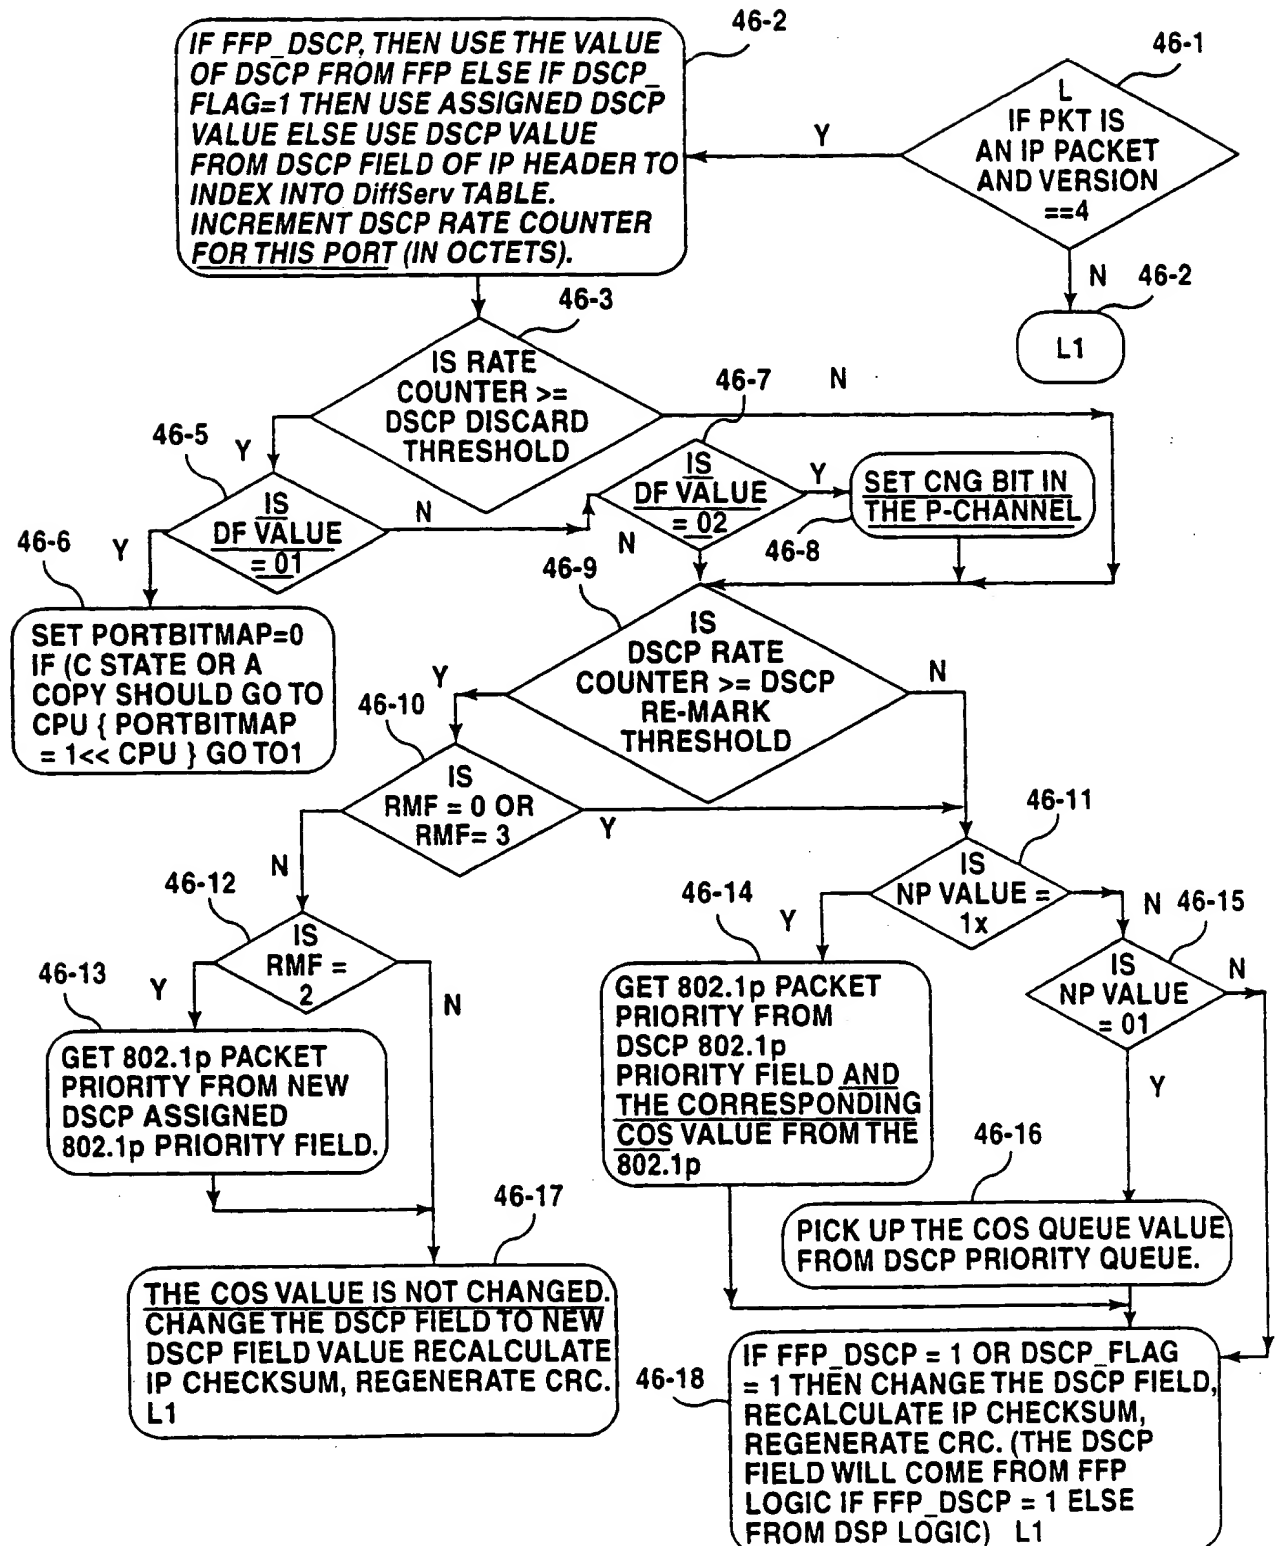 46-2
IF FFP_DSCP, THEN USE THE VALUE
OF DSCP FROM FFP ELSE IF DSCP_
FLAG=1 THEN USE ASSIGNED DSCP
VALUE ELSE USE DSCP VALUE
FROM DSCP FIELD OF IP HEADER TO
INDEX INTO DiffServ TABLE.
INCREMENT DSCP RATE COUNTER
FOR THIS PORT (IN OCTETS).
46-1
L
IF PKT IS
AN IP PACKET
AND VERSION
==4
Y
N
46-2
L1
46-3
IS RATE
COUNTER >=
DSCP DISCARD
THRESHOLD
Y
N
46-5
IS
DF VALUE
= 01
Y
N
46-7
IS
DF VALUE
= 02
Y
N
SET CNG BIT IN
THE P-CHANNEL
46-8
46-6
SET PORTBITMAP=0
IF (C STATE OR A
COPY SHOULD GO TO
CPU { PORTBITMAP
= 1<< CPU } GO TO1
46-9
IS
DSCP RATE
COUNTER >= DSCP
RE-MARK
THRESHOLD
Y
N
46-10
IS
RMF = 0 OR
RMF= 3
Y
N
46-11
IS
NP VALUE =
1x
Y
N
46-12
IS
RMF =
2
Y
N
46-13
GET 802.1p PACKET
PRIORITY FROM NEW
DSCP ASSIGNED
802.1p PRIORITY FIELD.
46-14
GET 802.1p PACKET
PRIORITY FROM
DSCP 802.1p
PRIORITY FIELD AND
THE CORRESPONDING
COS VALUE FROM THE
802.1p
46-15
IS
NP VALUE
= 01
N
Y
46-16
PICK UP THE COS QUEUE VALUE
FROM DSCP PRIORITY QUEUE.
46-17
THE COS VALUE IS NOT CHANGED.
CHANGE THE DSCP FIELD TO NEW
DSCP FIELD VALUE RECALCULATE
IP CHECKSUM, REGENERATE CRC.
L1
46-18
IF FFP_DSCP = 1 OR DSCP_FLAG
= 1 THEN CHANGE THE DSCP FIELD,
RECALCULATE IP CHECKSUM,
REGENERATE CRC. (THE DSCP
FIELD WILL COME FROM FFP
LOGIC IF FFP_DSCP = 1 ELSE
FROM DSP LOGIC) L1